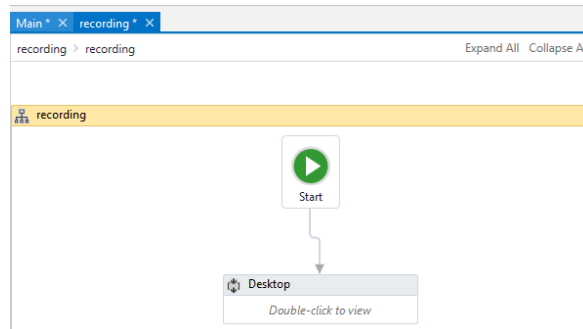 Main * × recording * ×
recording > recording Expand All Collapse A
recording
Start
Desktop
Double-click to view